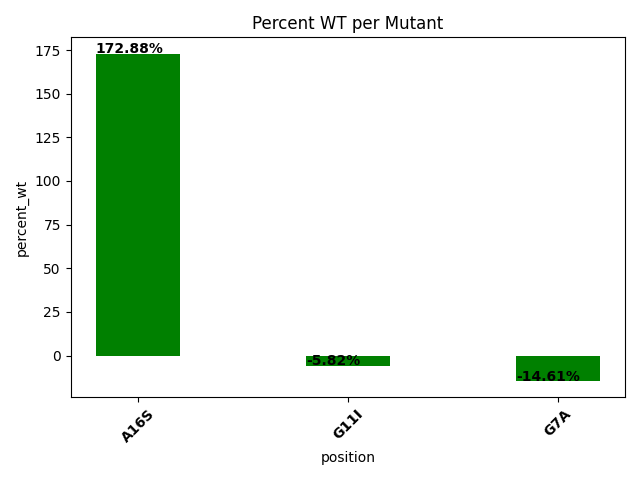 Percent WT per Mutant
percent_wt
175
150
125
100
75
50
25
0
172.88%
-5.82%
-14.61%
A16S
G11I
G7A
position